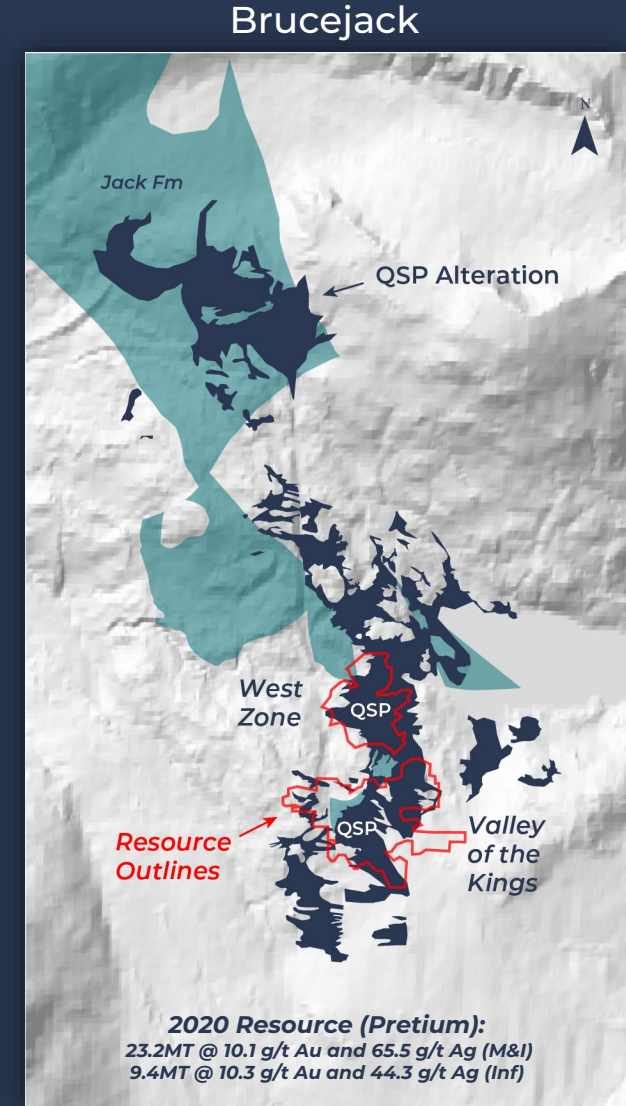 Brucejack
N
Jack Fm
QSP Alteration
West
Zone
QSP
QSP
Resource
Outlines
Valley
of the
Kings
2020 Resource (Pretium):
23.2MT @ 10.1 g/t Au and 65.5 g/t Ag (M&I)
9.4MT @ 10.3 g/t Au and 44.3 g/t Ag (Inf)